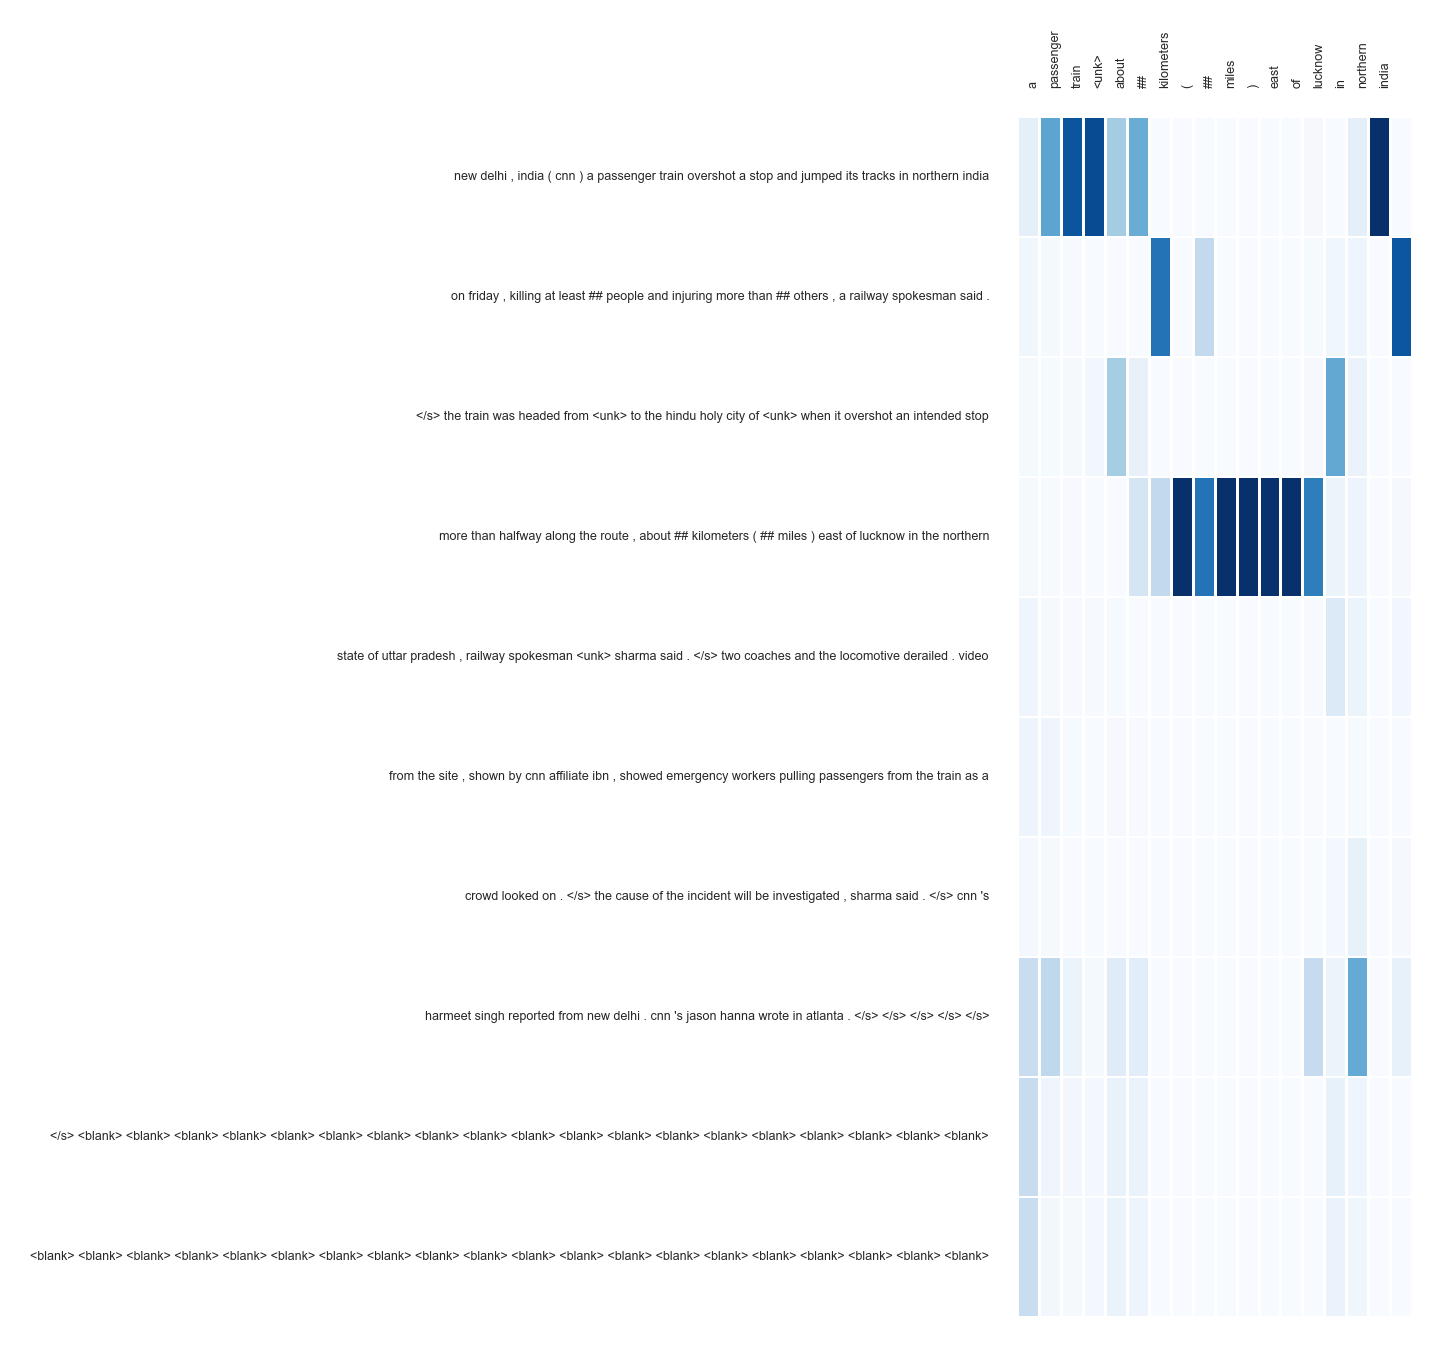 a
passenger
train
<unk>
about
##
kilometers
(
##
miles
)
east
of
lucknow
in
northern
india
new delhi , india ( cnn ) a passenger train overshot a stop and jumped its tracks in northern india
on friday , killing at least ## people and injuring more than ## others , a railway spokesman said .
</s> the train was headed from <unk> to the hindu holy city of <unk> when it overshot an intended stop
more than halfway along the route , about ## kilometers ( ## miles ) east of lucknow in the northern
state of uttar pradesh , railway spokesman <unk> sharma said . </s> two coaches and the locomotive derailed . video
from the site , shown by cnn affiliate ibn , showed emergency workers pulling passengers from the train as a
crowd looked on . </s> the cause of the incident will be investigated , sharma said . </s> cnn 's
harmeet singh reported from new delhi . cnn 's jason hanna wrote in atlanta . </s> </s> </s> </s> </s>
</s> <blank> <blank> <blank> <blank> <blank> <blank> <blank> <blank> <blank> <blank> <blank> <blank> <blank> <blank> <blank> <blank> <blank> <blank> <blank>
<blank> <blank> <blank> <blank> <blank> <blank> <blank> <blank> <blank> <blank> <blank> <blank> <blank> <blank> <blank> <blank> <blank> <blank> <blank> <blank>